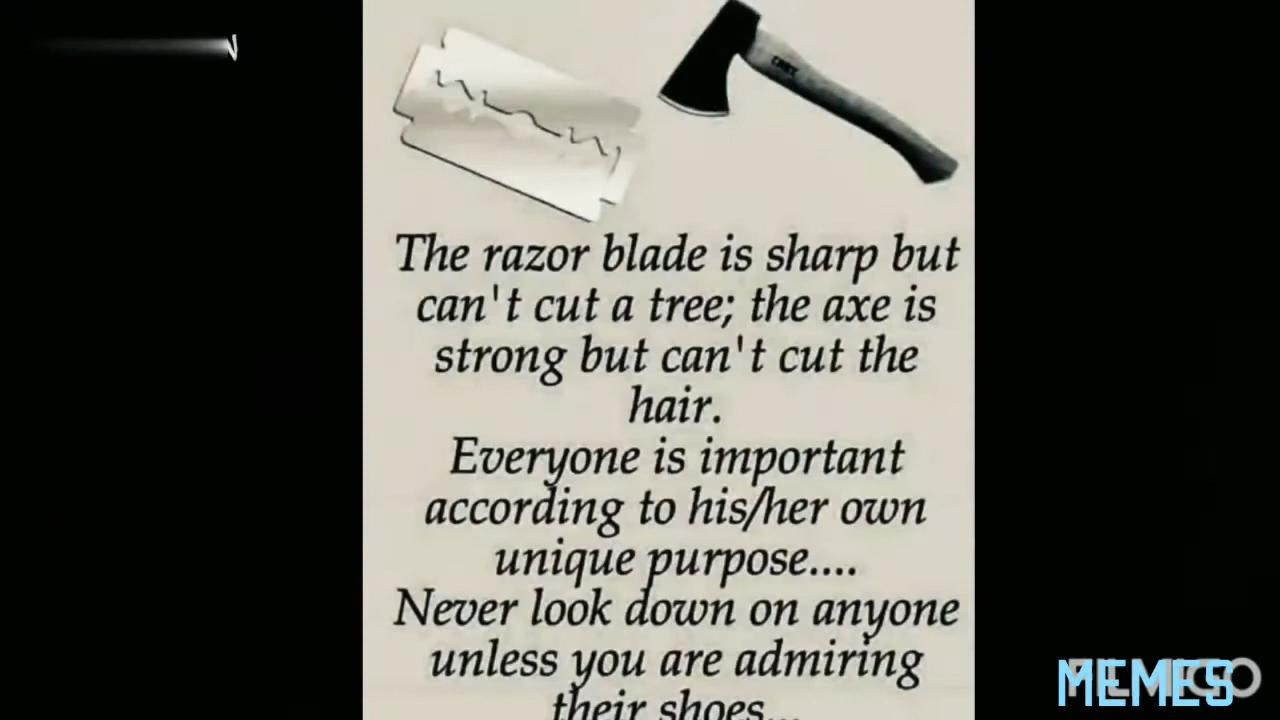 The razor blade is sharp but
can't cut a tree; the axe is
strong but can't cut the
hair.
Everyone is important
according to his/her own
unique purpose....
Never look down on anyone
unless you are admiring
their shoes...
MEMES